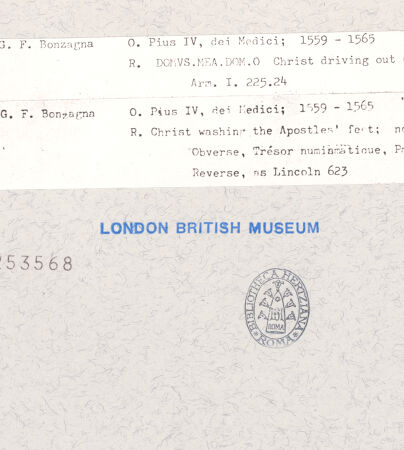 G. F. Bonzagna O. Pius IV, dei Medici; 1559 - 1565
R. DOMVS.MEA.DOM.O Christ driving out
Arm. I. 225.24
G. F. Bonzagna O. Pius IV, dei Medici; 1559 - 1565
R. Christ washing the Apostles' feet;
Obverse, Trésor numismatique,
Reverse, as Lincoln 623
LONDON BRITISH MUSEUM
253568
BIBLIOTHECA HERTZIANA
ROMA
ROMA